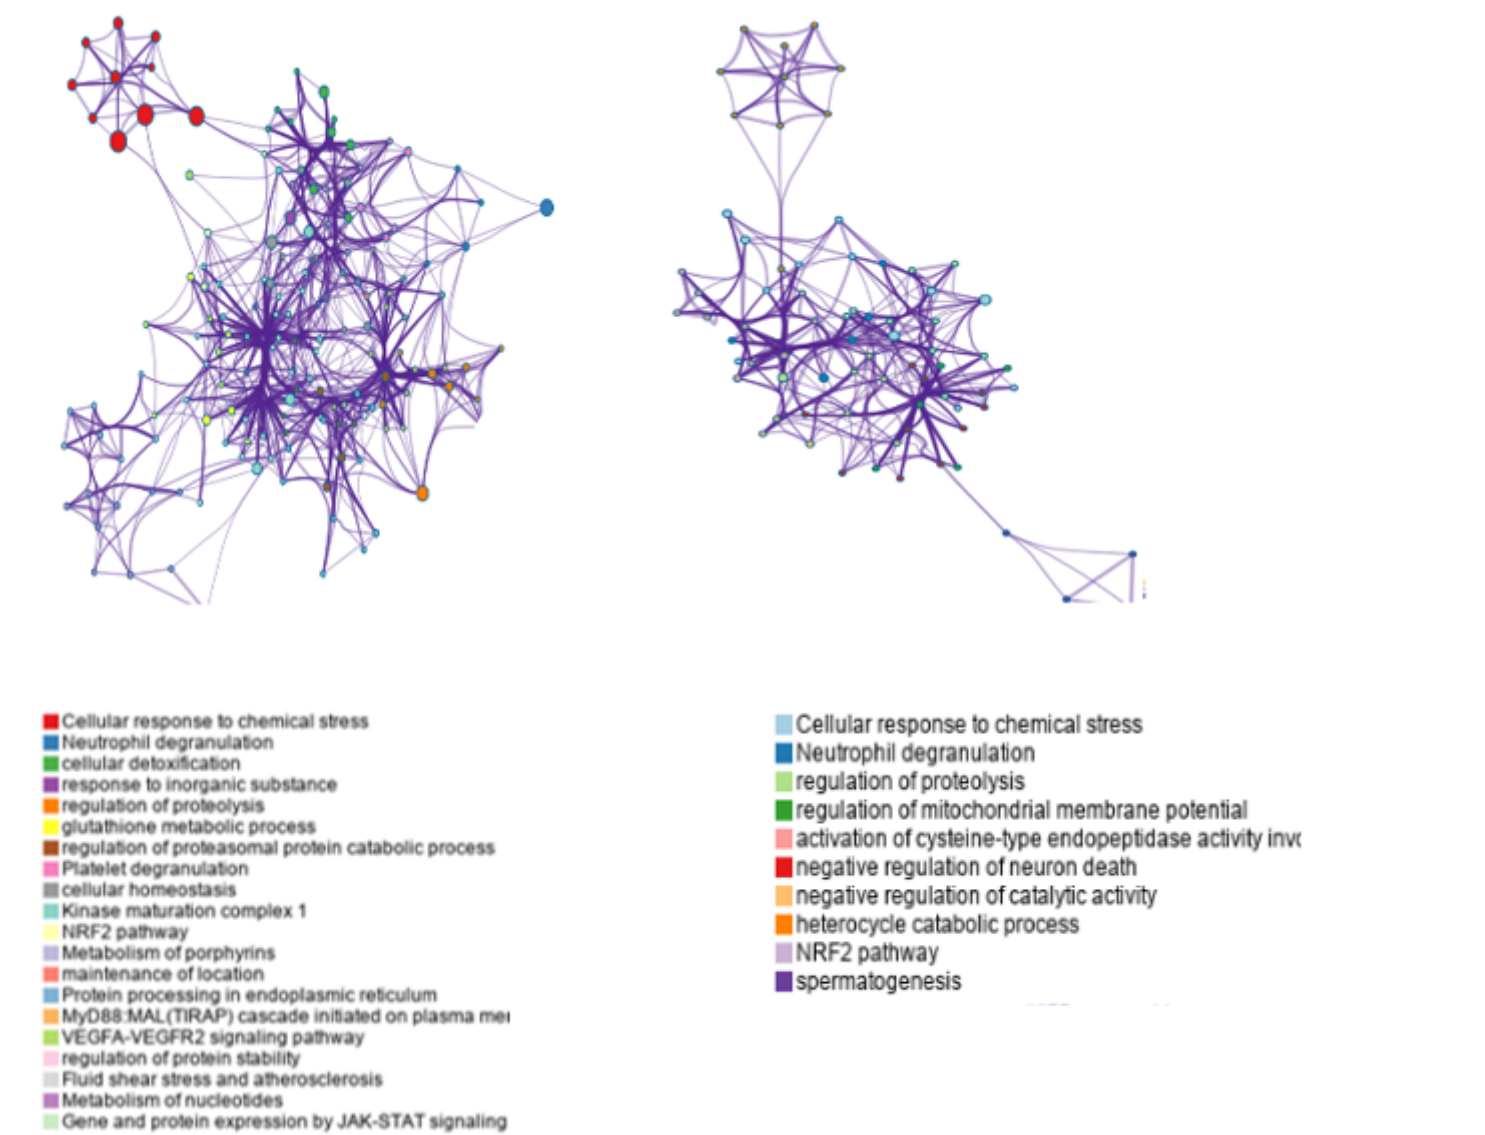 Cellular response to chemical stress
Neutrophil degranulation
cellular detoxification
response to inorganic substance
regulation of proteolysis
glutathione metabolic process
regulation of proteasomal protein catabolic process
Platelet degranulation
cellular homeostasis
Kinase maturation complex 1
NRF2 pathway
Metabolism of porphyrins
maintenance of location
Protein processing in endoplasmic reticulum
MyD88:MAL(TIRAP) cascade initiated on plasma
VEGFA-VEGFR2 signaling pathway
regulation of protein stability
Fluid shear stress and atherosclerosis
Metabolism of nucleotides
Gene and protein expression by JAK-STAT signaling
Cellular response to chemical stress
Neutrophil degranulation
regulation of proteolysis
regulation of mitochondrial membrane potential
activation of cysteine-type endopeptidase activity
negative regulation of neuron death
negative regulation of catalytic activity
heterocycle catabolic process
NRF2 pathway
spermatogenesis